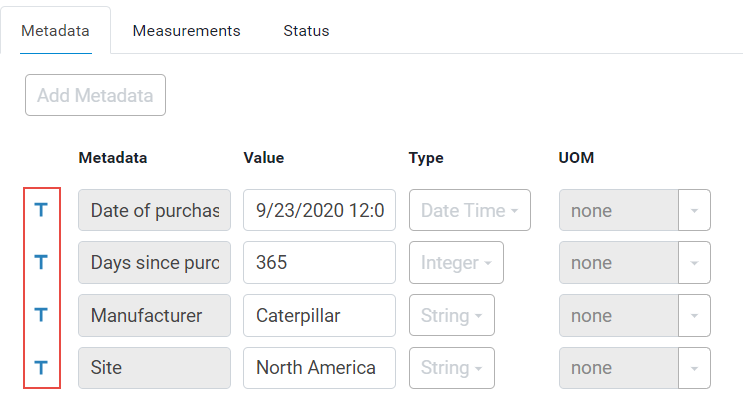 Metadata Measurements Status
Add Metadata
Metadata Value Type UOM
T Date of purchas 9/23/2020 12:0 Date Time none
T Days since purc 365 Integer none
T Manufacturer Caterpillar String none
T Site North America String none